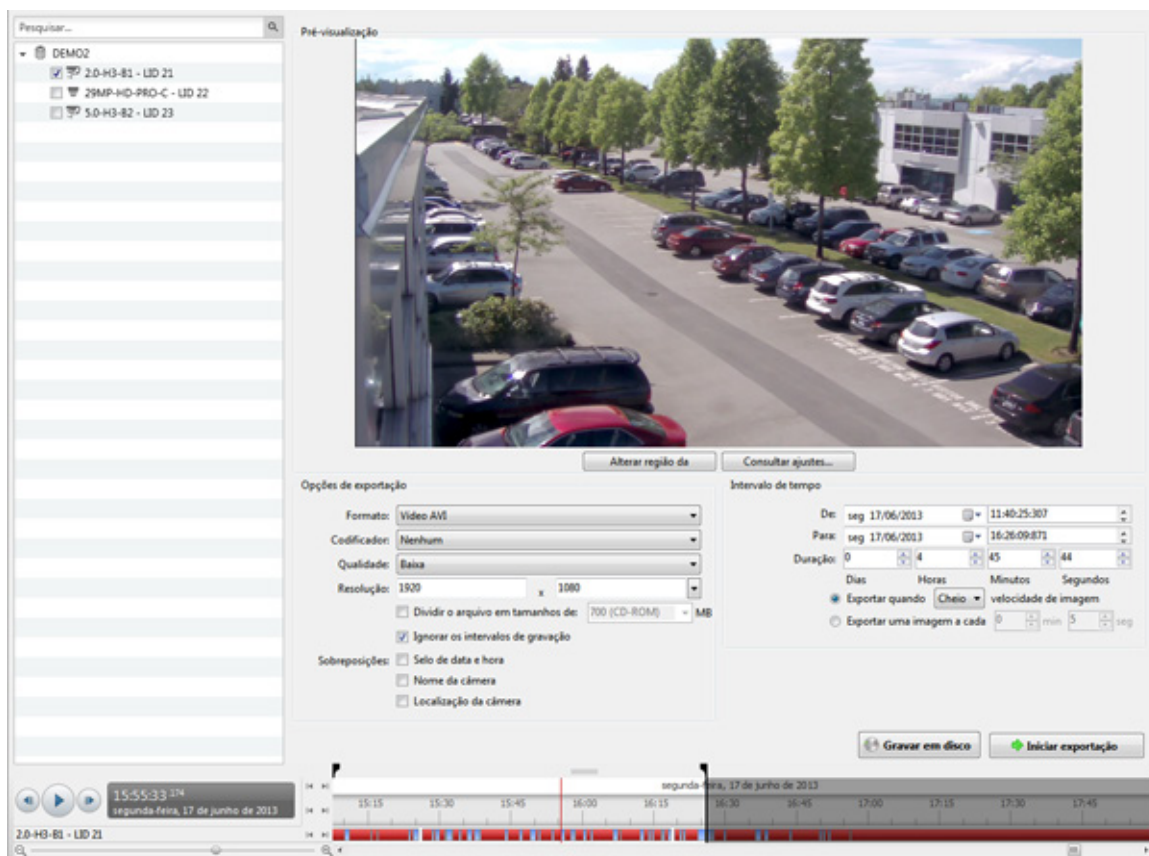 Pesquisar...
DEMO2
2.0-H3-B1 - LID 21
29MP-HD-PRO-C - LID 22
5.0-H3-B2 - LID 23
Pré-visualização
Alterar região da
Consultar ajustes...
Opções de exportação
Formato: Vídeo AVI
Codificador: Nenhum
Qualidade: Baixa
Resolução: 1920 x 1080
Dividir o arquivo em tamanhos de: 700 (CD-ROM) MB
Ignorar os intervalos de gravação
Sobreposições: Selo de data e hora
Nome da câmera
Localização da câmera
Intervalo de tempo
De: seg 17/06/2013 11:40:25:307
Para: seg 17/06/2013 16:26:09:871
Duração: 0 4 45 44
Dias Horas Minutos Segundos
Exportar quando Cheio velocidade de imagem
Exportar uma imagem a cada 0 min 5 seg
Gravar em disco
Iniciar exportação
15:55:33 174
segunda-feira, 17 de junho de 2013
segunda-feira, 17 de junho de 2013
15:15 15:30 15:45 16:00 16:15 16:30 16:45 17:00 17:15 17:30 17:45
2.0-H3-B1 - LID 21